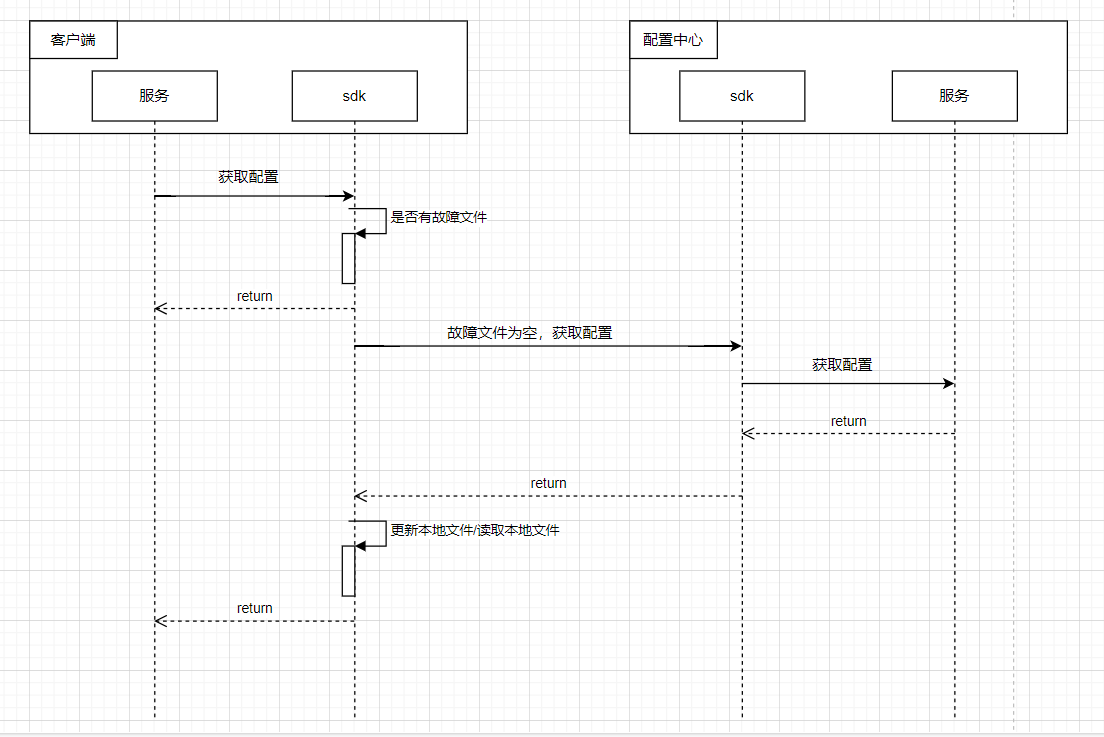 客户端
配置中心
服务
sdk
sdk
服务
获取配置
是否有故障文件
return
故障文件为空，获取配置
获取配置
return
return
更新本地文件/读取本地文件
return